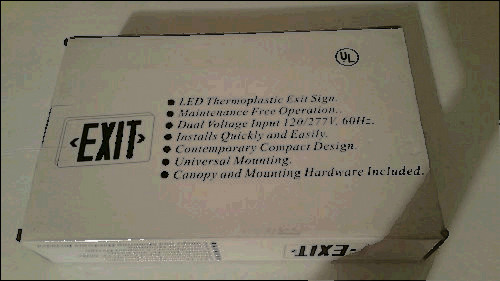 UL
• LED Thermoplastic Exit Sign.
• Maintenance Free Operation..
• Dual Voltage Input 120/277V, 60Hz.
• Installs Quickly and Easily.
• Contemporary Compact Design.
• Universal Mounting.
• Canopy and Mounting Hardware Included.
<EXIT>
<EXIT>